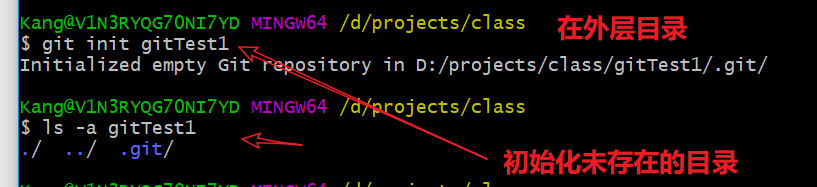 Kang@V1N3RYQG70NI7YD MINGW64 /d/projects/class
在外层目录
$ git init gitTest1
Initialized empty Git repository in D:/projects/class/gitTest1/.git/
Kang@V1N3RYQG70NI7YD MINGW64 /d/projects/class
$ ls -a gitTest1
./ ../ .git/
初始化未存在的目录